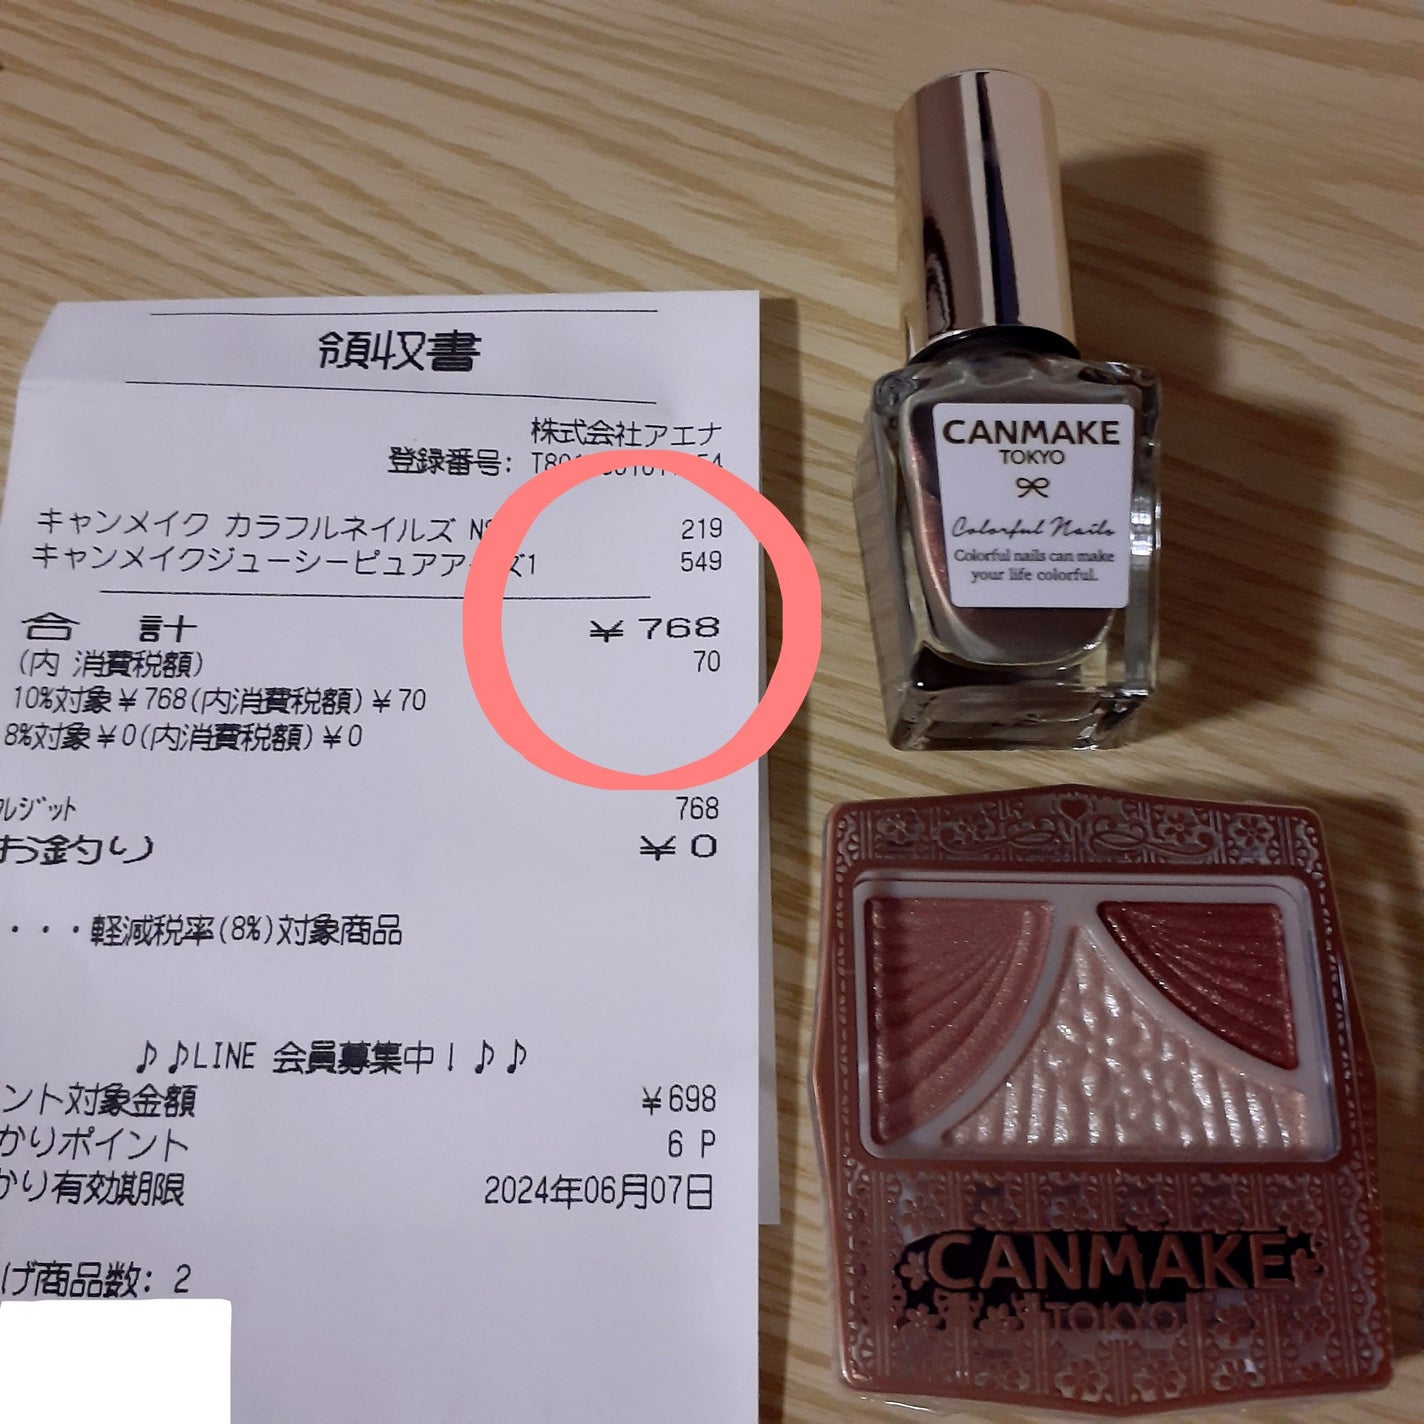 領収書
株式会社アエナ
登録番号:
キャンメイク カラフルネイルズ 219
キャンメイクジューシーピュアア 549
合 計 ¥768
(内 消費税額) 70
10%対象¥768(内消費税額)¥70
8%対象¥0(内消費税額)¥0
レジット 768
お釣り ¥0
・・・軽減税率(8%)対象商品
♪♪LINE 会員募集中!♪♪
ント対象金額 ¥698
かりポイント 6 P
かり有効期限 2024年06月07日
げ商品数: 2
CANMAKE
TOKYO
Colorful Nails
Colorful nails can make
your life colorful.
CANMAKE
TOKYO